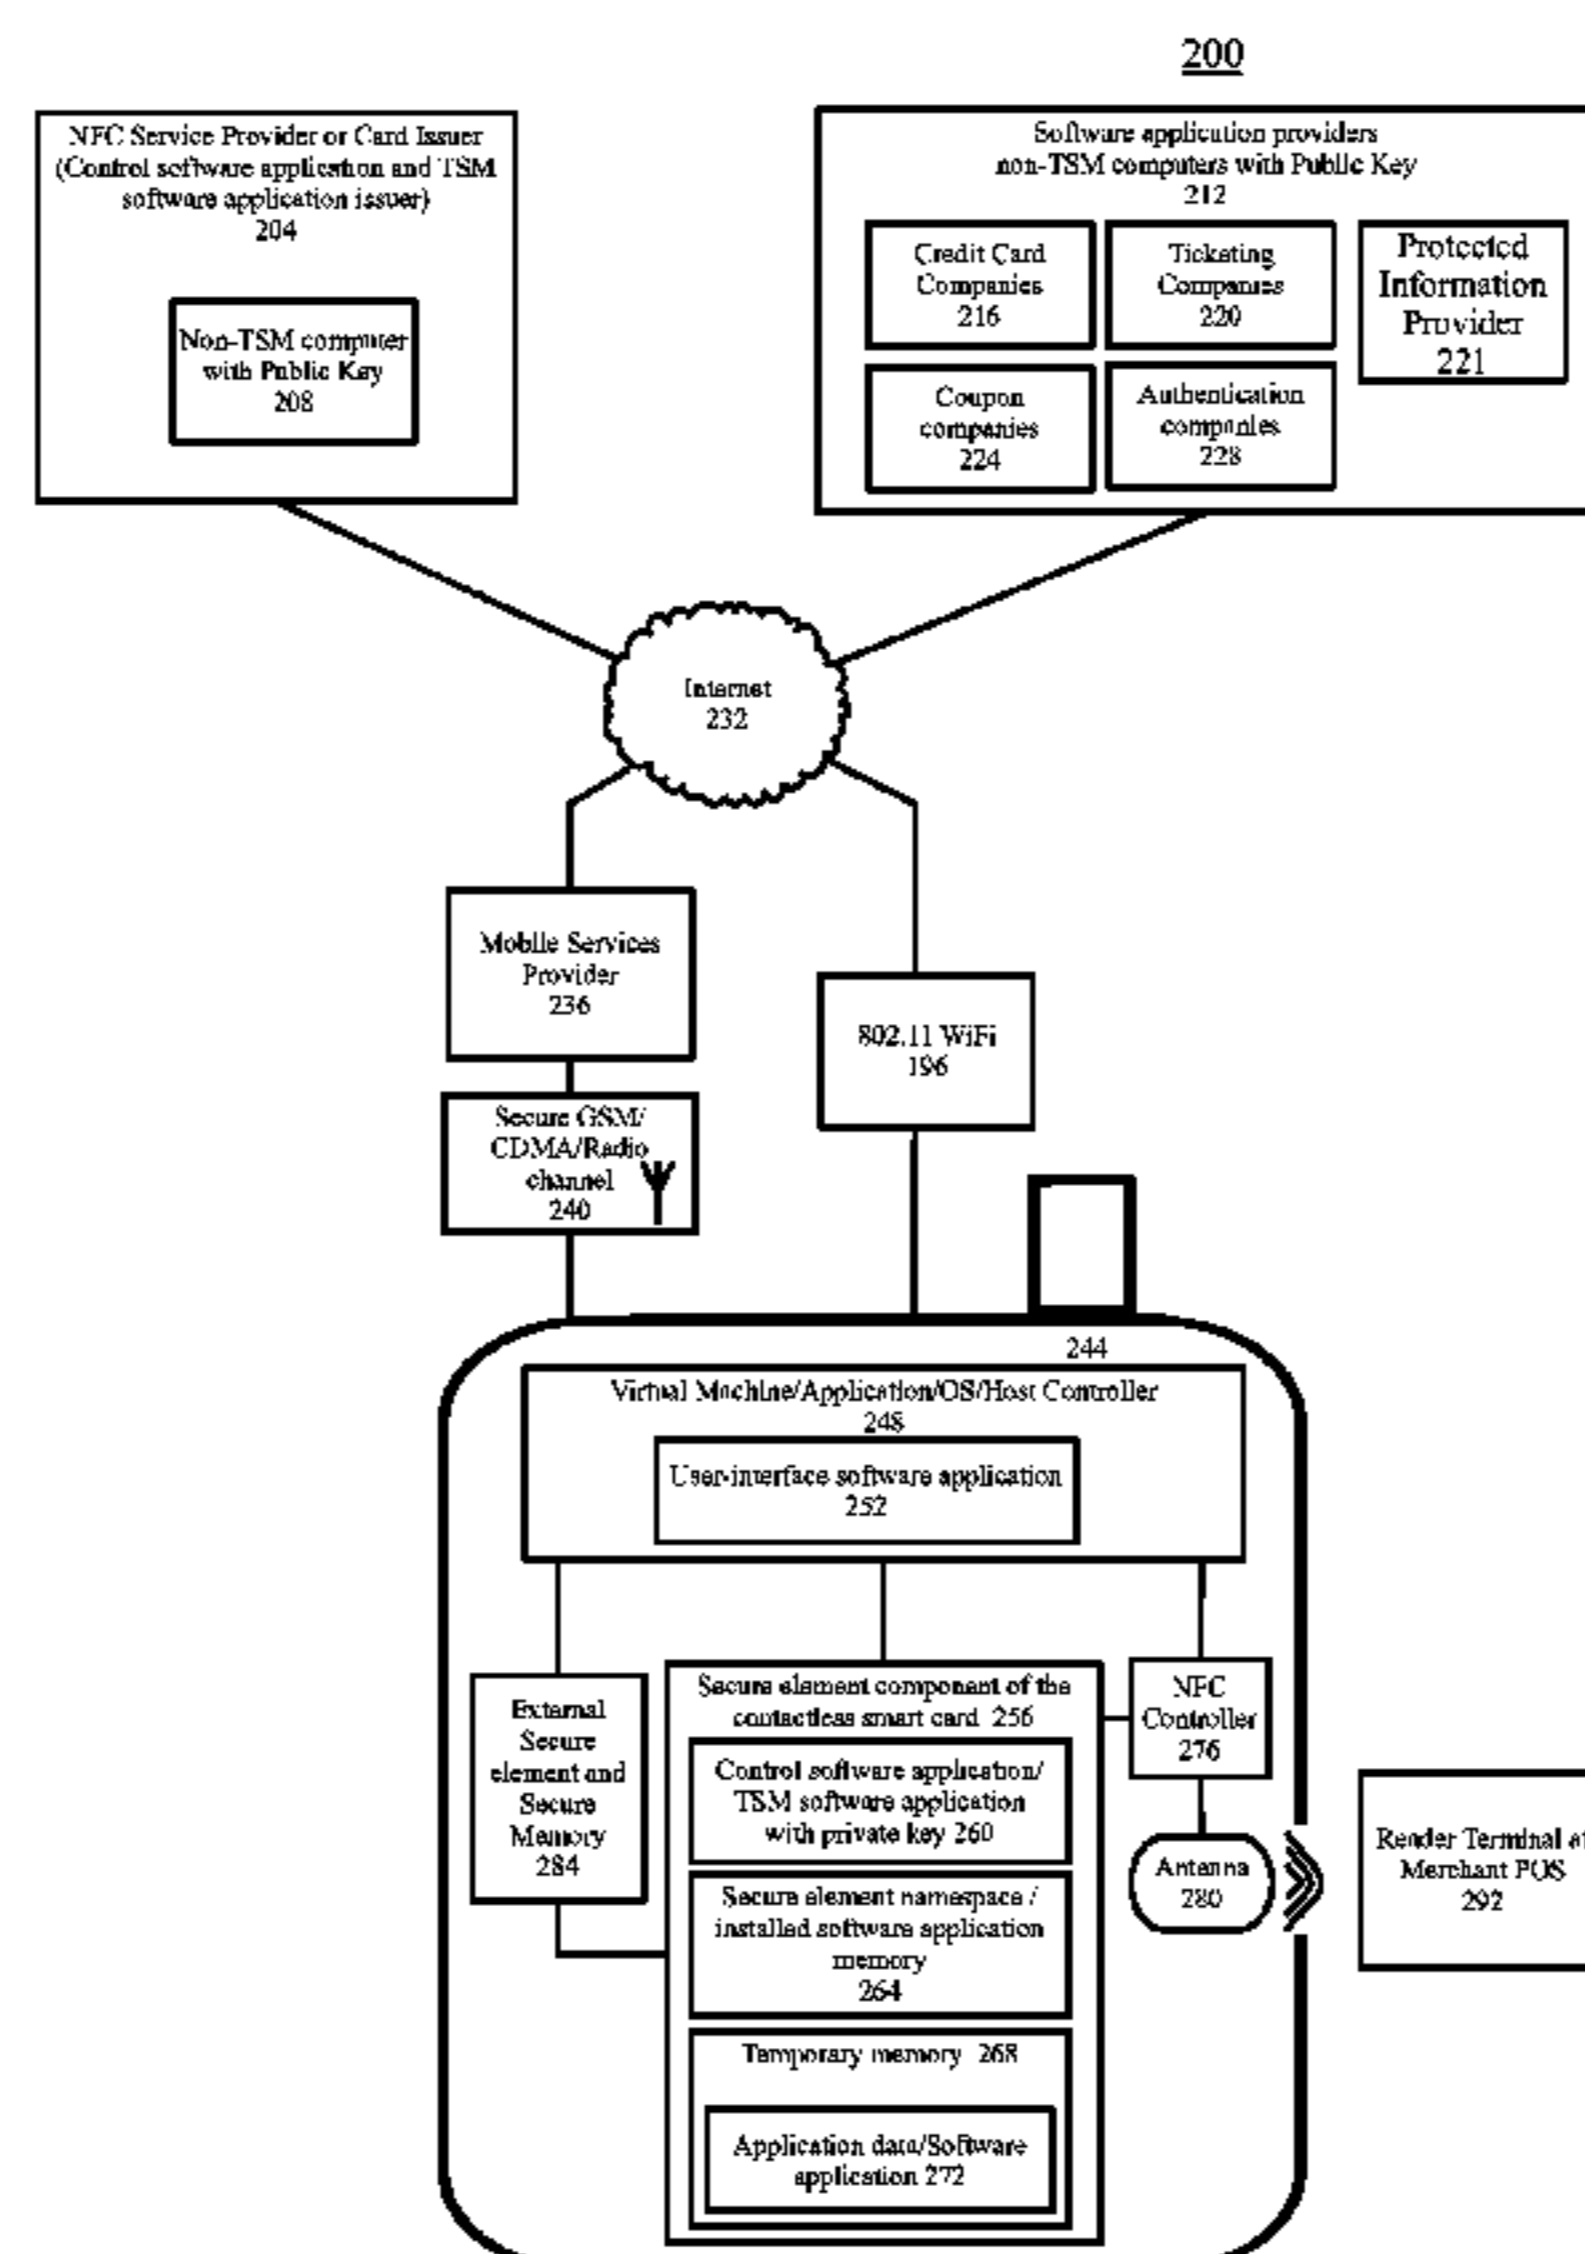 200
NFC Service Provider or Card Issuer
(Control software application and TSM
software application issuer)
204
Non-TSM computer
with Public Key
208
Software application providers
non-TSM computers with Public Key
212
Credit Card
Companies
216
Ticketing
Companies
220
Protected
Information
Provider
221
Coupon
companies
224
Authentication
companies
228
Internet
232
Mobile Services
Provider
236
802.11 WiFi
196
Secure GSM/
CDMA/Radio
channel
240
244
Virtual Machine/Application/OS/Host Controller
248
User-interface software application
252
External
Secure
element and
Secure
Memory
284
Secure element component of the
contactless smart card 256
Control software application/
TSM software application
with private key 260
Secure element namespace /
installed software application
memory
264
Temporary memory 268
Application data/Software
application 272
NFC
Controller
276
Antenna
280
Reader Terminal at
Merchant POS
292